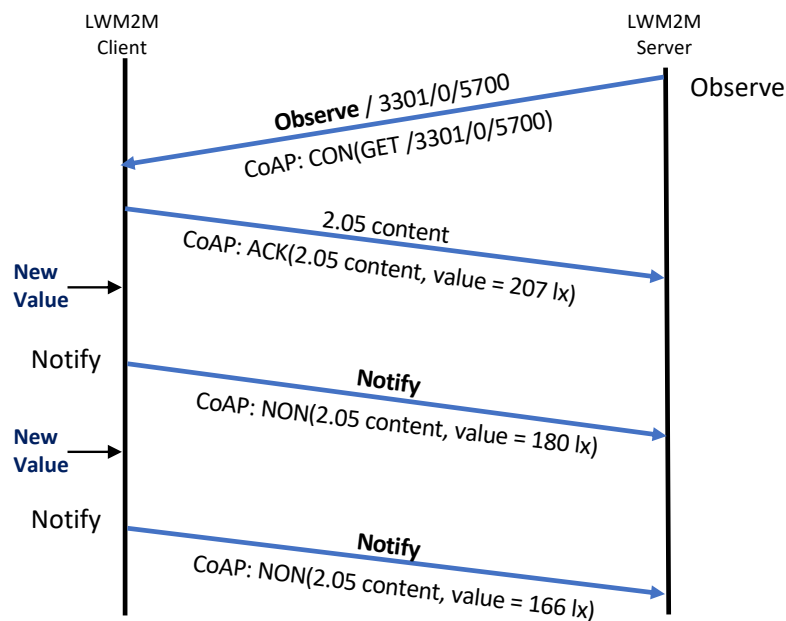 LWM2M
Client
LWM2M
Server
Observe / 3301/0/5700
Observe
CoAP: CON(GET /3301/0/5700)
2.05 content
CoAP: ACK(2.05 content, value = 207 lx)
New
Value
Notify
Notify
CoAP: NON(2.05 content, value = 180 lx)
New
Value
Notify
Notify
CoAP: NON(2.05 content, value = 166 lx)